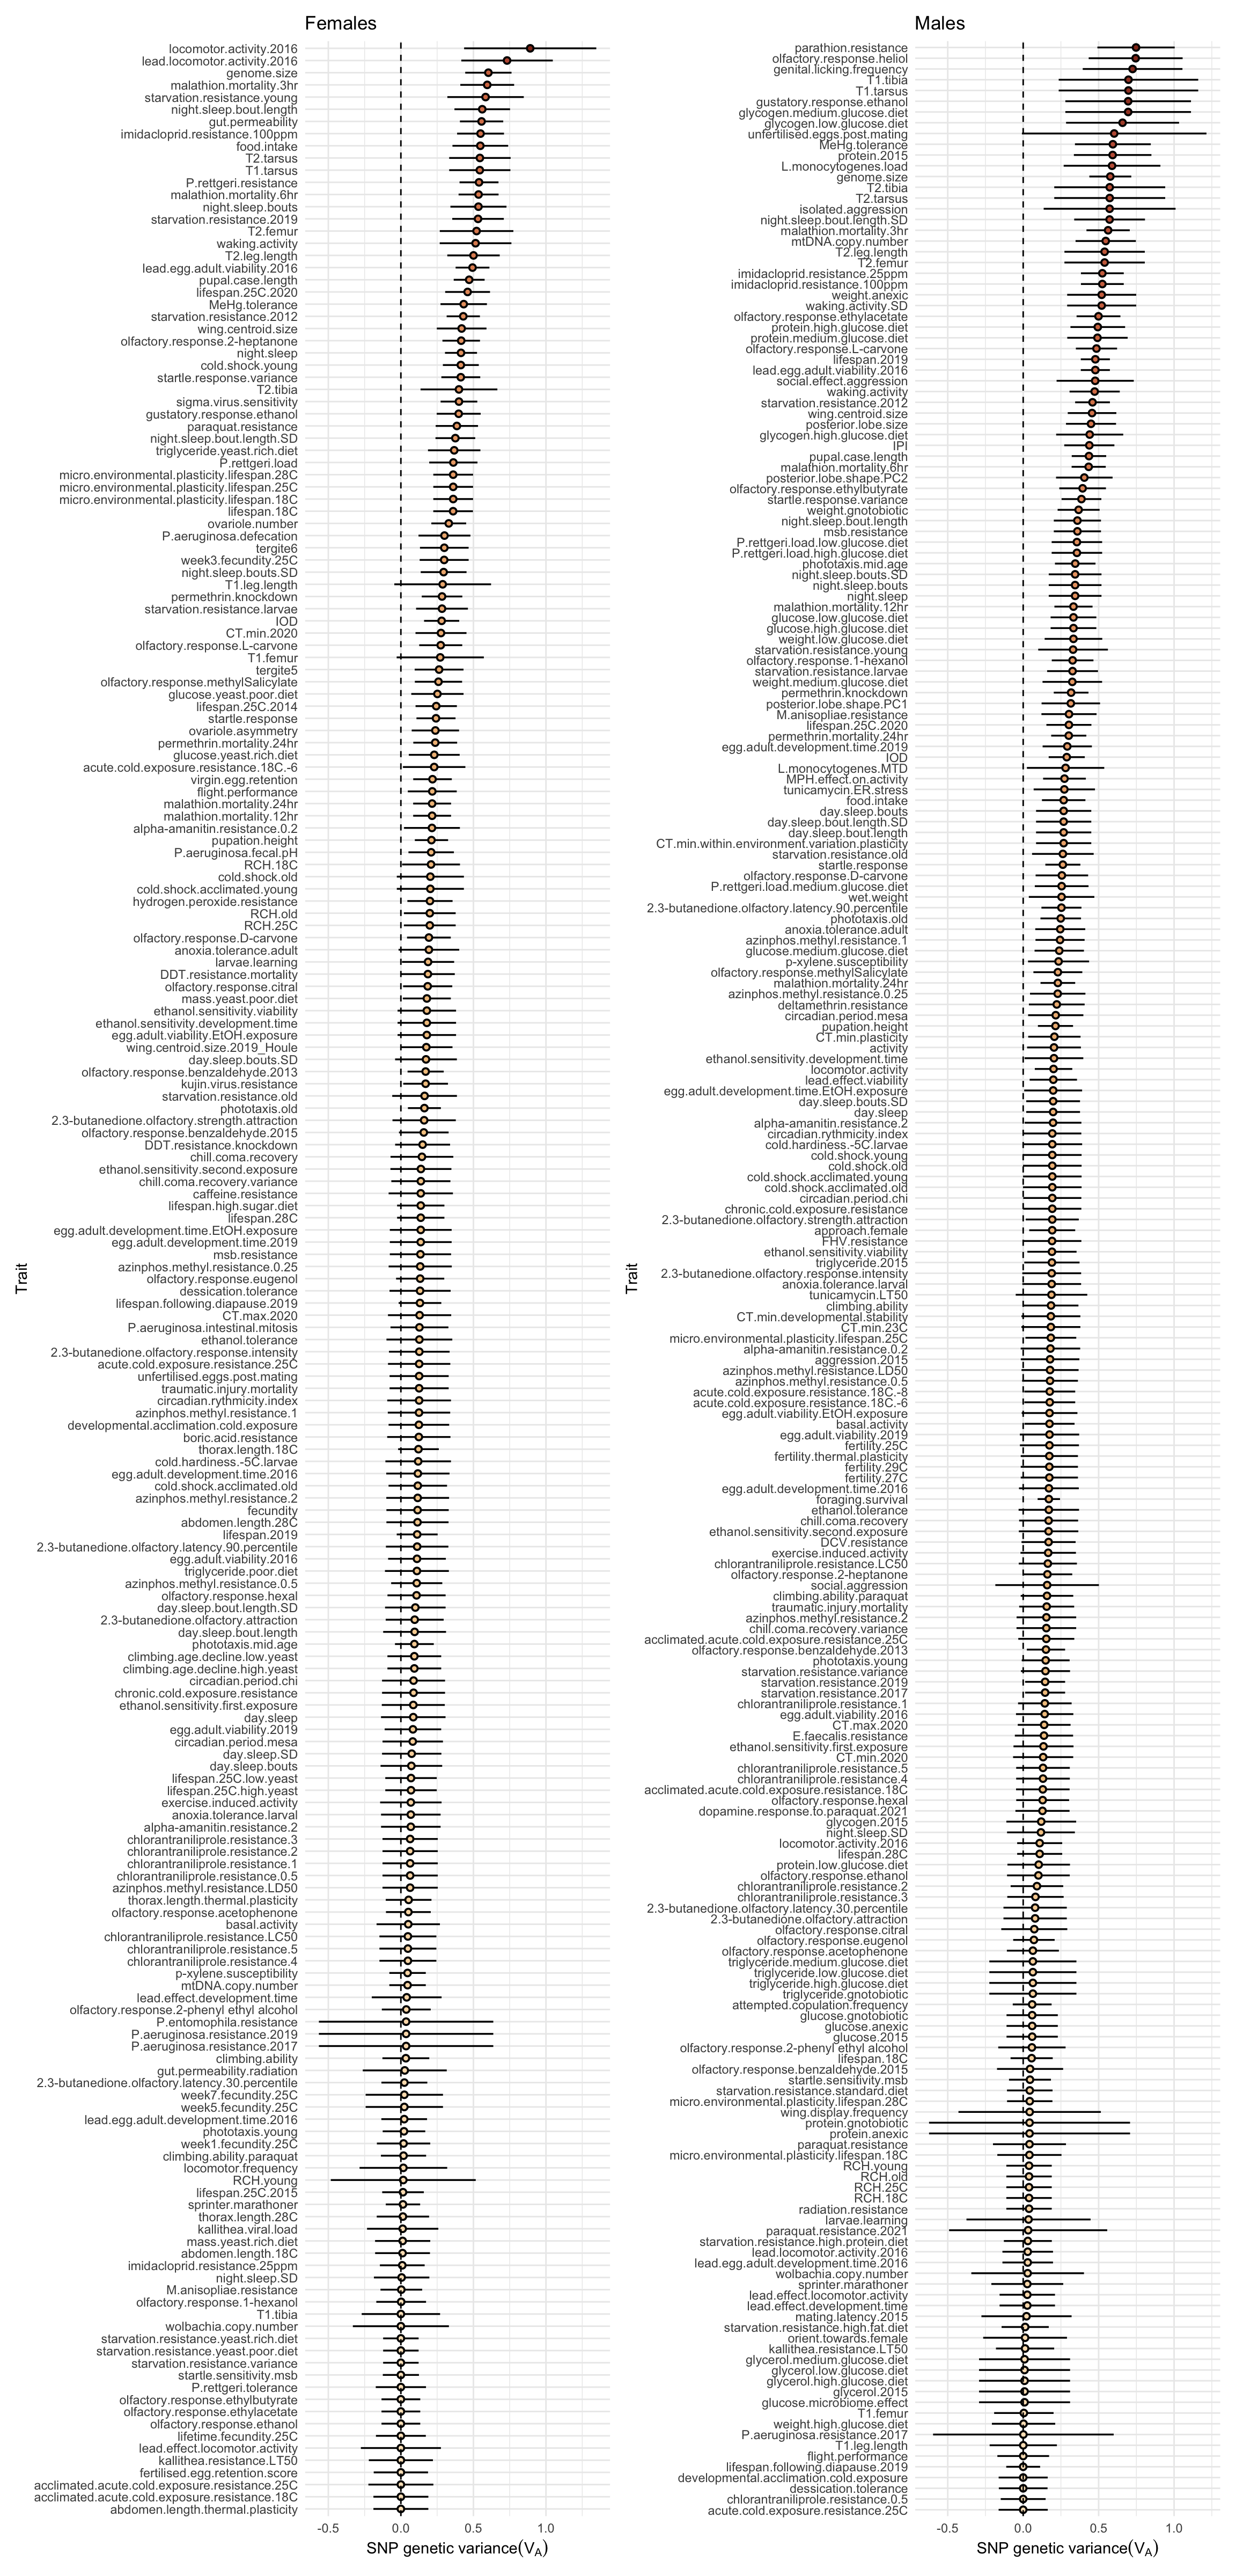 Females
locomotor.activity.2016
lead.locomotor.activity.2016
genome.size
malathion.mortality.3hr
starvation.resistance.young
night.sleep.bout.length
gut.permeability
imidacloprid.resistance.100ppm
food.intake
T2.tarsus
T1.tarsus
P.rettgeri.resistance
malathion.mortality.6hr
night.sleep.bouts
starvation.resistance.2019
T2.femur
waking.activity
T2.leg.length
lead.egg.adult.viability.2016
pupal.case.length
lifespan.25C.2020
MeHg.tolerance
starvation.resistance.2012
wing.centroid.size
olfactory.response.2-heptanone
night.sleep
cold.shock.young
startle.response.variance
T2.tibia
sigma.virus.sensitivity
gustatory.response.ethanol
paraquat.resistance
night.sleep.bout.length.SD
triglyceride.yeast.rich.diet
P.rettgeri.load
micro.environmental.plasticity.lifespan.28C
micro.environmental.plasticity.lifespan.25C
micro.environmental.plasticity.lifespan.18C
lifespan.18C
ovariole.number
P.aeruginosa.defecation
tergite6
week3.fecundity.25C
night.sleep.bouts.SD
T1.leg.length
permethrin.knockdown
starvation.resistance.larvae
IOD
CT.min.2020
olfactory.response.L-carvone
T1.femur
tergite5
olfactory.response.methylSalicylate
glucose.yeast.poor.diet
lifespan.25C.2014
startle.response
ovariole.asymmetry
permethrin.mortality.24hr
glucose.yeast.rich.diet
acute.cold.exposure.resistance.18C.-6
virgin.egg.retention
flight.performance
malathion.mortality.24hr
malathion.mortality.12hr
alpha-amanitin.resistance.0.2
pupation.height
P.aeruginosa.fecal.pH
RCH.18C
cold.shock.old
cold.shock.acclimated.young
hydrogen.peroxide.resistance
RCH.old
RCH.25C
olfactory.response.D-carvone
anoxia.tolerance.adult
larvae.learning
DDT.resistance.mortality
olfactory.response.citral
mass.yeast.poor.diet
ethanol.sensitivity.viability
ethanol.sensitivity.development.time
egg.adult.viability.EtOH.exposure
wing.centroid.size.2019_Houle
day.sleep.bouts.SD
olfactory.response.benzaldehyde.2013
kujin.virus.resistance
starvation.resistance.old
phototaxis.old
2.3-butanedione.olfactory.strength.attraction
olfactory.response.benzaldehyde.2015
DDT.resistance.knockdown
chill.coma.recovery
ethanol.sensitivity.second.exposure
chill.coma.recovery.variance
caffeine.resistance
lifespan.high.sugar.diet
lifespan.28C
egg.adult.development.time.EtOH.exposure
egg.adult.development.time.2019
msb.resistance
azinphos.methyl.resistance.0.25
olfactory.response.eugenol
dessication.tolerance
lifespan.following.diapause.2019
CT.max.2020
P.aeruginosa.intestinal.mitosis
ethanol.tolerance
2.3-butanedione.olfactory.response.intensity
acute.cold.exposure.resistance.25C
unfertilised.eggs.post.mating
traumatic.injury.mortality
circadian.rythmicity.index
azinphos.methyl.resistance.1
developmental.acclimation.cold.exposure
boric.acid.resistance
thorax.length.18C
cold.hardiness.-5C.larvae
egg.adult.development.time.2016
cold.shock.acclimated.old
azinphos.methyl.resistance.2
fecundity
abdomen.length.28C
lifespan.2019
2.3-butanedione.olfactory.latency.90.percentile
egg.adult.viability.2016
triglyceride.poor.diet
azinphos.methyl.resistance.0.5
olfactory.response.hexal
day.sleep.bout.length.SD
2.3-butanedione.olfactory.attraction
day.sleep.bout.length
phototaxis.mid.age
climbing.age.decline.low.yeast
climbing.age.decline.high.yeast
circadian.period.chi
chronic.cold.exposure.resistance
ethanol.sensitivity.first.exposure
day.sleep
egg.adult.viability.2019
circadian.period.mesa
day.sleep.SD
day.sleep.bouts
lifespan.25C.low.yeast
lifespan.25C.high.yeast
exercise.induced.activity
anoxia.tolerance.larval
alpha-amanitin.resistance.2
chlorantraniliprole.resistance.3
chlorantraniliprole.resistance.2
chlorantraniliprole.resistance.1
chlorantraniliprole.resistance.0.5
azinphos.methyl.resistance.LD50
thorax.length.thermal.plasticity
olfactory.response.acetophenone
basal.activity
chlorantraniliprole.resistance.LC50
chlorantraniliprole.resistance.5
chlorantraniliprole.resistance.4
p-xylene.susceptibility
mtDNA.copy.number
lead.effect.development.time
olfactory.response.2-phenyl ethyl alcohol
P.entomophila.resistance
P.aeruginosa.resistance.2019
P.aeruginosa.resistance.2017
climbing.ability
gut.permeability.radiation
2.3-butanedione.olfactory.latency.30.percentile
week7.fecundity.25C
week5.fecundity.25C
lead.egg.adult.development.time.2016
phototaxis.young
week1.fecundity.25C
climbing.ability.paraquat
locomotor.frequency
RCH.young
lifespan.25C.2015
sprinter.marathoner
thorax.length.28C
kallithea.viral.load
mass.yeast.rich.diet
abdomen.length.18C
imidacloprid.resistance.25ppm
night.sleep.SD
M.anisopliae.resistance
olfactory.response.1-hexanol
T1.tibia
wolbachia.copy.number
starvation.resistance.yeast.rich.diet
starvation.resistance.yeast.poor.diet
starvation.resistance.variance
startle.sensitivity.msb
P.rettgeri.tolerance
olfactory.response.ethylbutyrate
olfactory.response.ethylacetate
olfactory.response.ethanol
lifetime.fecundity.25C
lead.effect.locomotor.activity
kallithea.resistance.LT50
fertilised.egg.retention.score
acclimated.acute.cold.exposure.resistance.25C
acclimated.acute.cold.exposure.resistance.18C
abdomen.length.thermal.plasticity
-0.5 0.0 0.5 1.0
SNP genetic variance(VA)
Trait
Males
parathion.resistance
olfactory.response.heliol
genital.licking.frequency
T1.tibia
T1.tarsus
gustatory.response.ethanol
glycogen.medium.glucose.diet
glycogen.low.glucose.diet
unfertilised.eggs.post.mating
MeHg.tolerance
protein.2015
L.monocytogenes.load
genome.size
T2.tibia
T2.tarsus
isolated.aggression
night.sleep.bout.length.SD
malathion.mortality.3hr
mtDNA.copy.number
T2.leg.length
T2.femur
imidacloprid.resistance.25ppm
imidacloprid.resistance.100ppm
weight.anexic
waking.activity.SD
olfactory.response.ethylacetate
protein.high.glucose.diet
protein.medium.glucose.diet
olfactory.response.L-carvone
lifespan.2019
lead.egg.adult.viability.2016
social.effect.aggression
waking.activity
starvation.resistance.2012
wing.centroid.size
posterior.lobe.size
glycogen.high.glucose.diet
IPI
pupal.case.length
malathion.mortality.6hr
posterior.lobe.shape.PC2
olfactory.response.ethylbutyrate
startle.response.variance
weight.gnotobiotic
night.sleep.bout.length
msb.resistance
P.rettgeri.load.low.glucose.diet
P.rettgeri.load.high.glucose.diet
phototaxis.mid.age
night.sleep.bouts.SD
night.sleep.bouts
night.sleep
malathion.mortality.12hr
glucose.low.glucose.diet
glucose.high.glucose.diet
weight.low.glucose.diet
starvation.resistance.young
olfactory.response.1-hexanol
starvation.resistance.larvae
weight.medium.glucose.diet
permethrin.knockdown
posterior.lobe.shape.PC1
M.anisopliae.resistance
lifespan.25C.2020
permethrin.mortality.24hr
egg.adult.development.time.2019
IOD
L.monocytogenes.MTD
MPH.effect.on.activity
tunicamycin.ER.stress
food.intake
day.sleep.bouts
day.sleep.bout.length.SD
day.sleep.bout.length
CT.min.within.environment.variation.plasticity
starvation.resistance.old
startle.response
olfactory.response.D-carvone
P.rettgeri.load.medium.glucose.diet
wet.weight
2.3-butanedione.olfactory.latency.90.percentile
phototaxis.old
anoxia.tolerance.adult
azinphos.methyl.resistance.1
glucose.medium.glucose.diet
p-xylene.susceptibility
olfactory.response.methylSalicylate
malathion.mortality.24hr
azinphos.methyl.resistance.0.25
deltamethrin.resistance
circadian.period.mesa
pupation.height
CT.min.plasticity
activity
ethanol.sensitivity.development.time
locomotor.activity
lead.effect.viability
egg.adult.development.time.EtOH.exposure
day.sleep.bouts.SD
day.sleep
alpha-amanitin.resistance.2
circadian.rythmicity.index
cold.hardiness.-5C.larvae
cold.shock.young
cold.shock.old
cold.shock.acclimated.young
cold.shock.acclimated.old
circadian.period.chi
chronic.cold.exposure.resistance
2.3-butanedione.olfactory.strength.attraction
approach.female
FHV.resistance
ethanol.sensitivity.viability
triglyceride.2015
2.3-butanedione.olfactory.response.intensity
anoxia.tolerance.larval
tunicamycin.LT50
climbing.ability
CT.min.developmental.stability
CT.min.23C
micro.environmental.plasticity.lifespan.25C
alpha-amanitin.resistance.0.2
aggression.2015
azinphos.methyl.resistance.LD50
azinphos.methyl.resistance.0.5
acute.cold.exposure.resistance.18C.-8
acute.cold.exposure.resistance.18C.-6
egg.adult.viability.EtOH.exposure
basal.activity
egg.adult.viability.2019
fertility.25C
fertility.thermal.plasticity
fertility.29C
fertility.27C
egg.adult.development.time.2016
foraging.survival
ethanol.tolerance
chill.coma.recovery
ethanol.sensitivity.second.exposure
DCV.resistance
exercise.induced.activity
chlorantraniliprole.resistance.LC50
olfactory.response.2-heptanone
social.aggression
climbing.ability.paraquat
traumatic.injury.mortality
azinphos.methyl.resistance.2
chill.coma.recovery.variance
acclimated.acute.cold.exposure.resistance.25C
olfactory.response.benzaldehyde.2013
phototaxis.young
starvation.resistance.variance
starvation.resistance.2019
starvation.resistance.2017
chlorantraniliprole.resistance.1
egg.adult.viability.2016
CT.max.2020
E.faecalis.resistance
ethanol.sensitivity.first.exposure
CT.min.2020
chlorantraniliprole.resistance.5
chlorantraniliprole.resistance.4
acclimated.acute.cold.exposure.resistance.18C
olfactory.response.hexal
dopamine.response.to.paraquat.2021
glycogen.2015
night.sleep.SD
locomotor.activity.2016
lifespan.28C
protein.low.glucose.diet
olfactory.response.ethanol
chlorantraniliprole.resistance.2
chlorantraniliprole.resistance.3
2.3-butanedione.olfactory.latency.30.percentile
2.3-butanedione.olfactory.attraction
olfactory.response.citral
olfactory.response.eugenol
olfactory.response.acetophenone
triglyceride.medium.glucose.diet
triglyceride.low.glucose.diet
triglyceride.high.glucose.diet
triglyceride.gnotobiotic
attempted.copulation.frequency
glucose.gnotobiotic
glucose.anexic
glucose.2015
olfactory.response.2-phenyl ethyl alcohol
lifespan.18C
olfactory.response.benzaldehyde.2015
startle.sensitivity.msb
starvation.resistance.standard.diet
micro.environmental.plasticity.lifespan.28C
wing.display.frequency
protein.gnotobiotic
protein.anexic
paraquat.resistance
micro.environmental.plasticity.lifespan.18C
RCH.young
RCH.old
RCH.25C
RCH.18C
radiation.resistance
larvae.learning
paraquat.resistance.2021
starvation.resistance.high.protein.diet
lead.locomotor.activity.2016
lead.egg.adult.development.time.2016
wolbachia.copy.number
sprinter.marathoner
lead.effect.locomotor.activity
lead.effect.development.time
mating.latency.2015
starvation.resistance.high.fat.diet
orient.towards.female
kallithea.resistance.LT50
glycerol.medium.glucose.diet
glycerol.low.glucose.diet
glycerol.high.glucose.diet
glycerol.2015
glucose.microbiome.effect
T1.femur
weight.high.glucose.diet
P.aeruginosa.resistance.2017
T1.leg.length
flight.performance
lifespan.following.diapause.2019
developmental.acclimation.cold.exposure
dessication.tolerance
chlorantraniliprole.resistance.0.5
acute.cold.exposure.resistance.25C
-0.5 0.0 0.5 1.0
SNP genetic variance(VA)
Trait